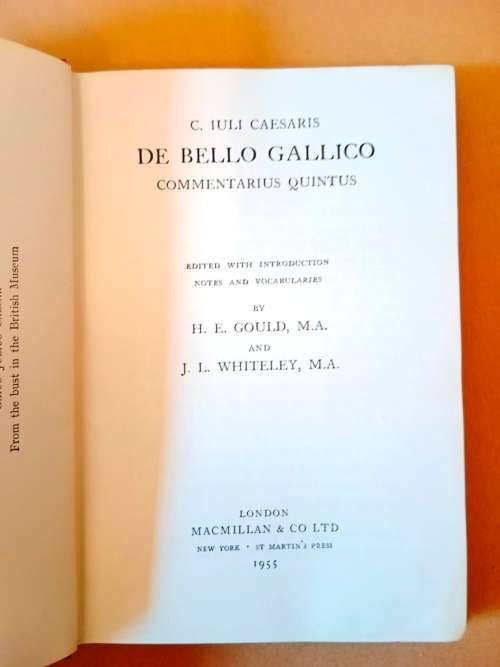 C. IULI CAESARIS
DE BELLO GALLICO
COMMENTARIUS QUINTUS
EDITED WITH INTRODUCTION
NOTES AND VOCABULARIES
BY
H. E. GOULD, M.A.
AND
J. L. WHITELEY, M.A.
LONDON
MACMILLAN & CO LTD
NEW YORK · ST MARTIN'S PRESS
1955
From the bust in the British Museum